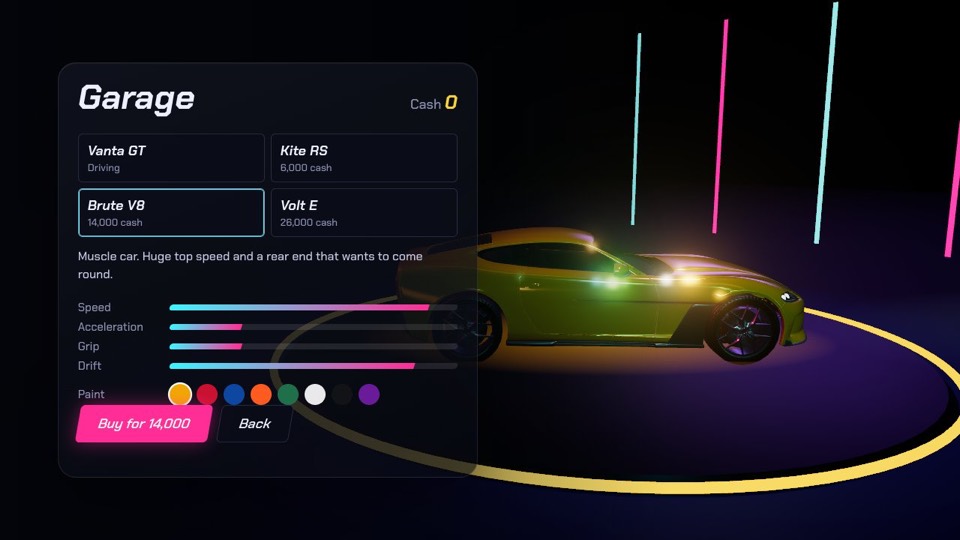 Garage
Cash 0
Vanta GT
Driving
Kite RS
6,000 cash
Brute V8
14,000 cash
Volt E
26,000 cash
Muscle car. Huge top speed and a rear end that wants to come
round.
Speed
Acceleration
Grip
Drift
Paint
Buy for 14,000
Back